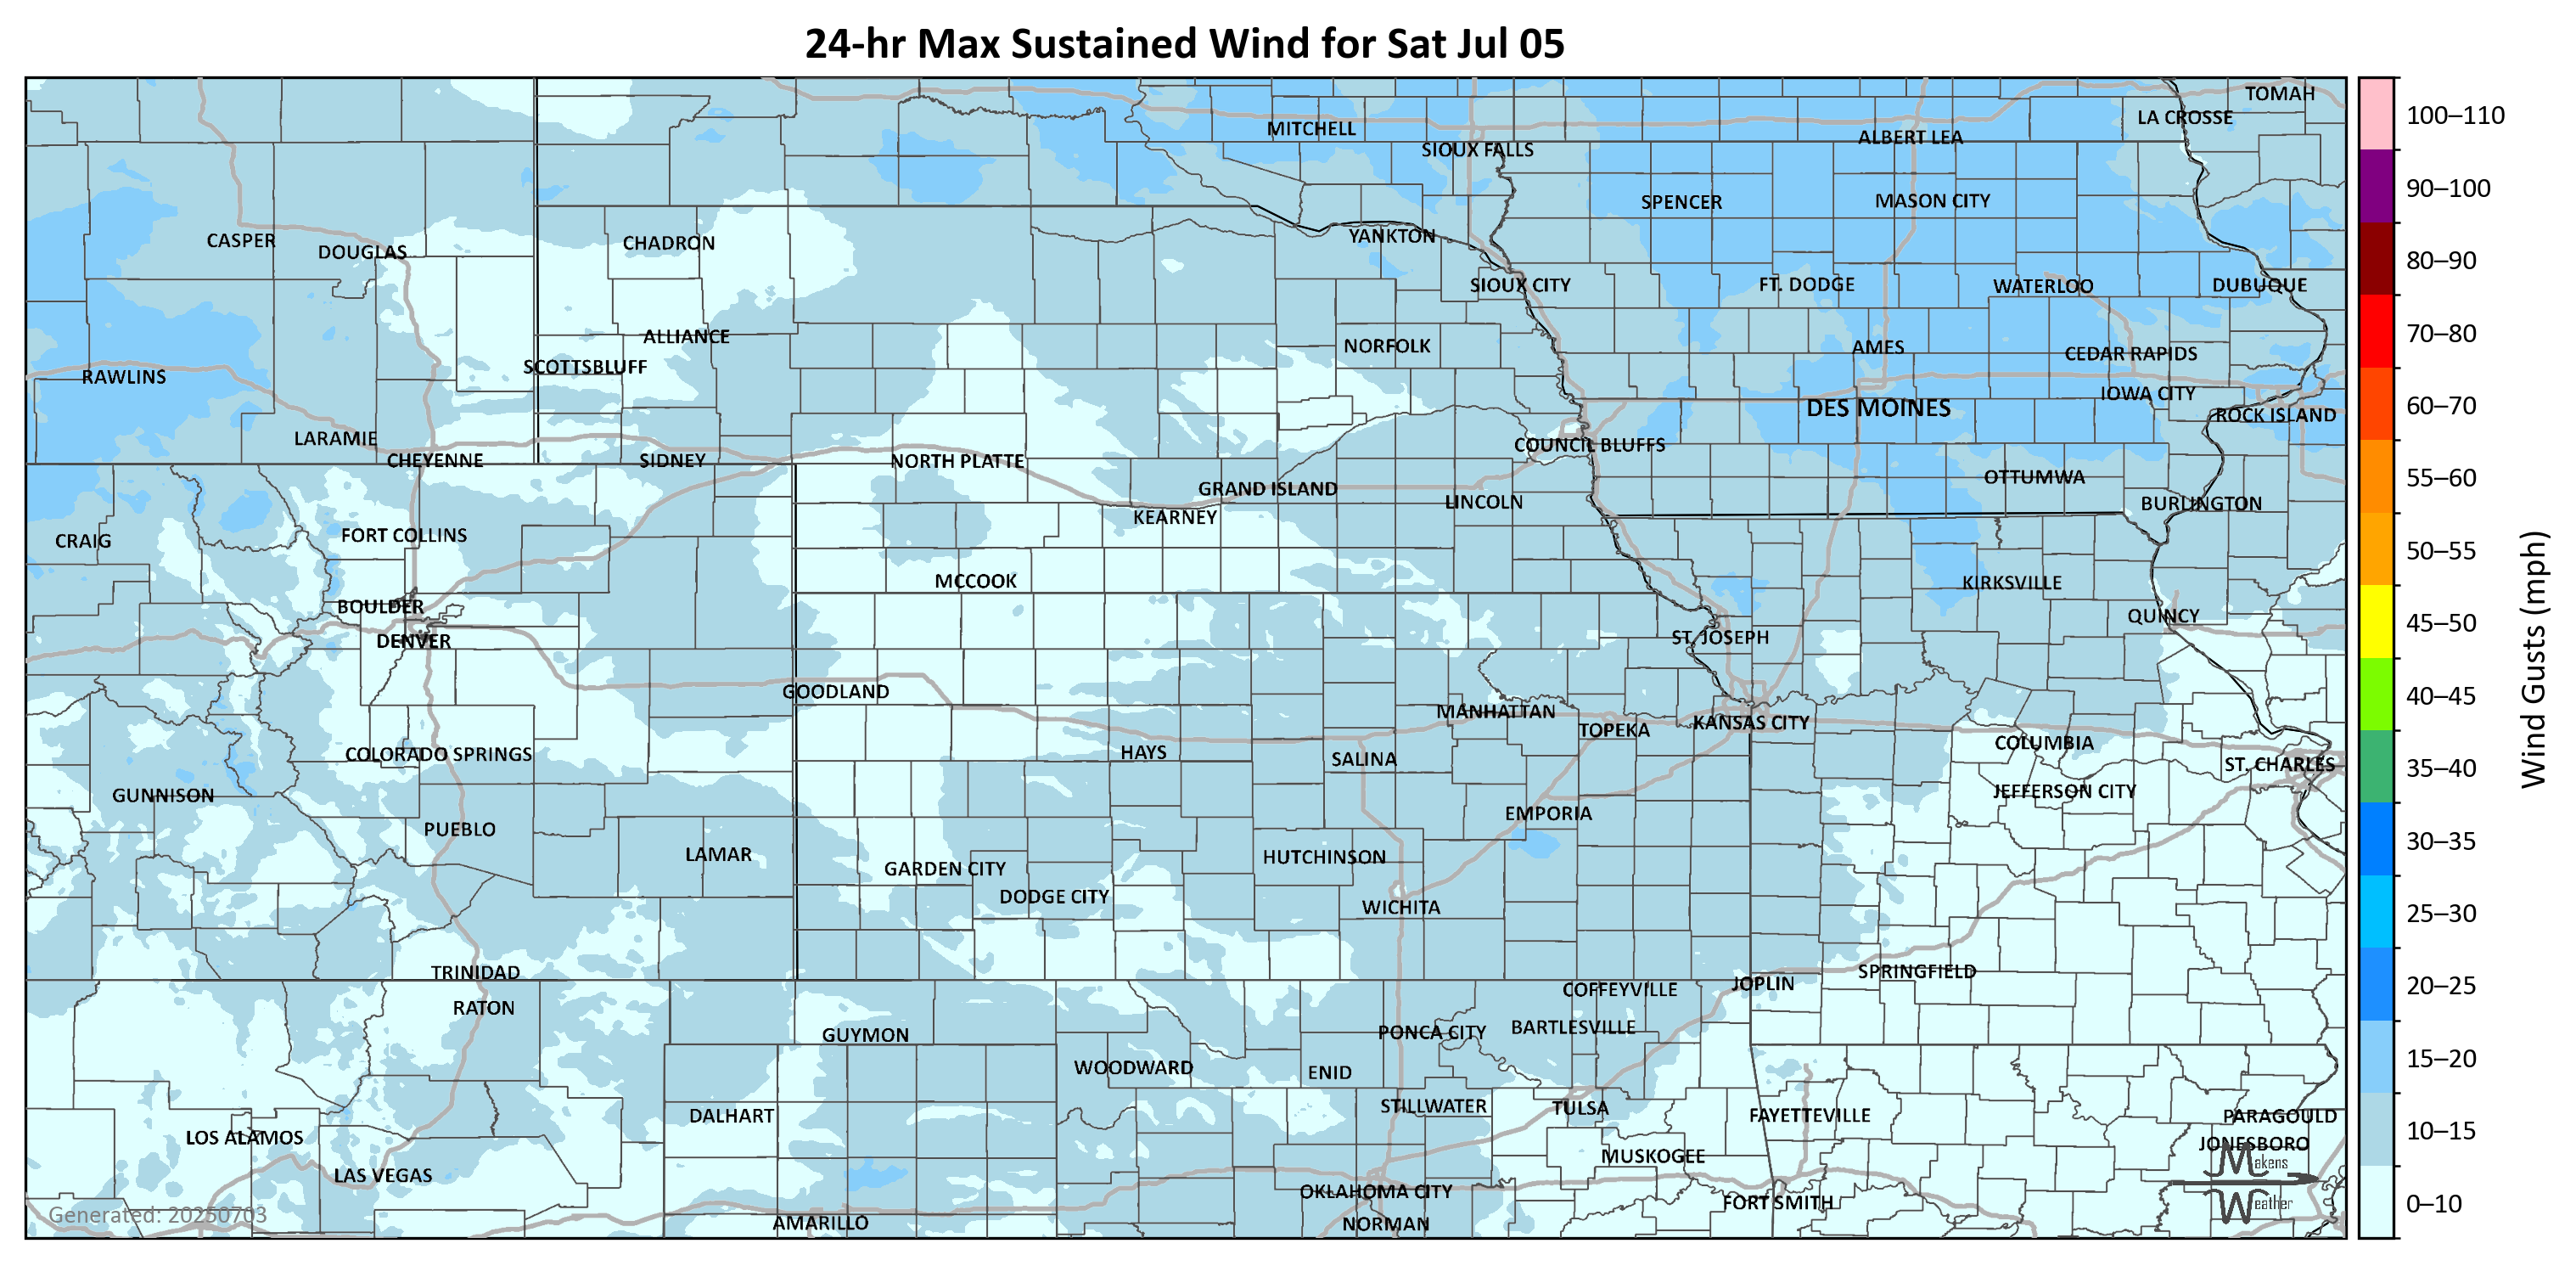 24-hr Max Sustained Wind for Sat Jul 05
TOMAH
LA CROSSE
MITCHELL
ALBERT LEA
SIOUX FALLS
SPENCER
MASON CITY
CASPER
DOUGLAS
CHADRON
YANKTON
SIOUX CITY
FT. DODGE
WATERLOO
DUBUQUE
ALLIANCE
NORFOLK
AMES
CEDAR RAPIDS
SCOTTSBLUFF
RAWLINS
IOWA CITY
DES MOINES
ROCK ISLAND
LARAMIE
COUNCIL BLUFFS
CHEYENNE
SIDNEY
NORTH PLATTE
OTTUMWA
GRAND ISLAND
LINCOLN
BURLINGTON
KEARNEY
CRAIG
FORT COLLINS
MCCOOK
KIRKSVILLE
BOULDER
QUINCY
DENVER
ST. JOSEPH
GOODLAND
MANHATTAN
TOPEKA
KANSAS CITY
COLUMBIA
COLORADO SPRINGS
HAYS
SALINA
ST. CHARLES
GUNNISON
JEFFERSON CITY
EMPORIA
PUEBLO
LAMAR
HUTCHINSON
GARDEN CITY
DODGE CITY
WICHITA
TRINIDAD
SPRINGFIELD
JOPLIN
COFFEYVILLE
RATON
GUYMON
PONCA CITY
BARTLESVILLE
WOODWARD
ENID
STILLWATER
TULSA
DALHART
FAYETTEVILLE
PARAGOULD
LOS ALAMOS
JONESBORO
MUSKOGEE
LAS VEGAS
OKLAHOMA CITY
FORT SMITH
AMARILLO
NORMAN
Makens
Weather
Generated: 20250703
100–110
90–100
80–90
70–80
60–70
55–60
50–55
45–50
40–45
35–40
30–35
25–30
20–25
15–20
10–15
0–10
Wind Gusts (mph)